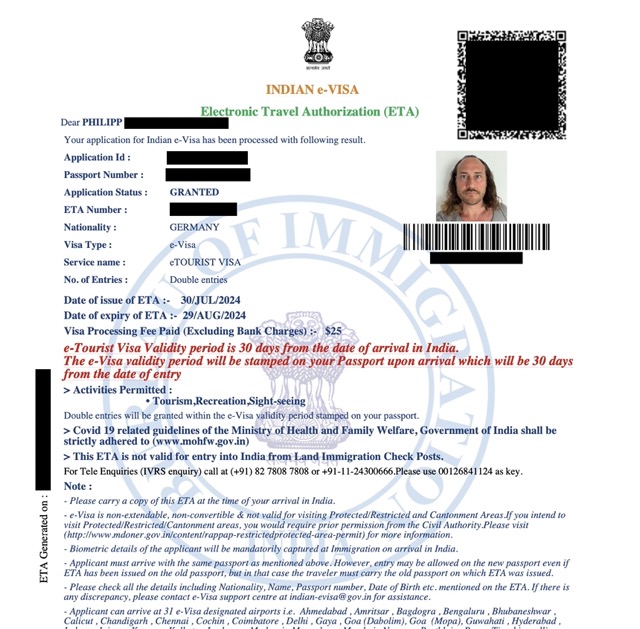 सत्यमेव जयते
INDIAN e-VISA
Electronic Travel Authorization (ETA)
Dear PHILIPP
Your application for Indian e-Visa has been processed with following result.
Application Id :
Passport Number :
Application Status : GRANTED
ETA Number :
Nationality : GERMANY
Visa Type : e-Visa
Service name : eTOURIST VISA
No. of Entries : Double entries
Date of issue of ETA :- 30/JUL/2024
Date of expiry of ETA :- 29/AUG/2024
Visa Processing Fee Paid (Excluding Bank Charges) :- $25
e-Tourist Visa Validity period is 30 days from the date of arrival in India.
The e-Visa validity period will be stamped on your Passport upon arrival which will be 30 days
from the date of entry
> Activities Permitted :
• Tourism,Recreation,Sight-seeing
Double entries will be granted within the e-Visa validity period stamped on your passport.
> Covid 19 related guidelines of the Ministry of Health and Family Welfare, Government of India shall be
strictly adhered to (www.mohfw.gov.in)
> This ETA is not valid for entry into India from Land Immigration Check Posts.
For Tele Enquiries (IVRS enquiry) call at (+91) 82 7808 7808 or +91-11-24300666.Please use 00126841124 as key.
Note :
- Please carry a copy of this ETA at the time of your arrival in India.
- e-Visa is non-extendable, non-convertible & not valid for visiting Protected/Restricted and Cantonment Areas.If you intend to
visit Protected/Restricted/Cantonment areas, you would require prior permission from the Civil Authority.Please visit
(http://www.mdoner.gov.in/content/rappap-restrictedprotected-area-permit) for more information.
- Biometric details of the applicant will be mandatorily captured at Immigration on arrival in India.
- Applicant must arrive with the same passport as mentioned above. However, entry may be allowed on the new passport even if
ETA has been issued on the old passport, but in such case the traveler must carry the old passport on which ETA was issued.
- Please check all the details including Nationality, Name, Passport number, Date of Birth etc. mentioned on the ETA. If there is
any discrepancy, please contact e-Visa support centre at indian-evisa@gov.in for assistance.
- Applicant can arrive at 31 e-Visa designated airports i.e. Ahmedabad , Amritsar , Bagdogra , Bengaluru , Bhubaneshwar ,
Calicut , Chandigarh , Chennai , Cochin , Coimbatore , Delhi , Gaya , Goa (Dabolim), Goa (Mopa), Guwahati , Hyderabad ,
ETA Generated on :
BUREAU OF IMMIGRATION
INDIA